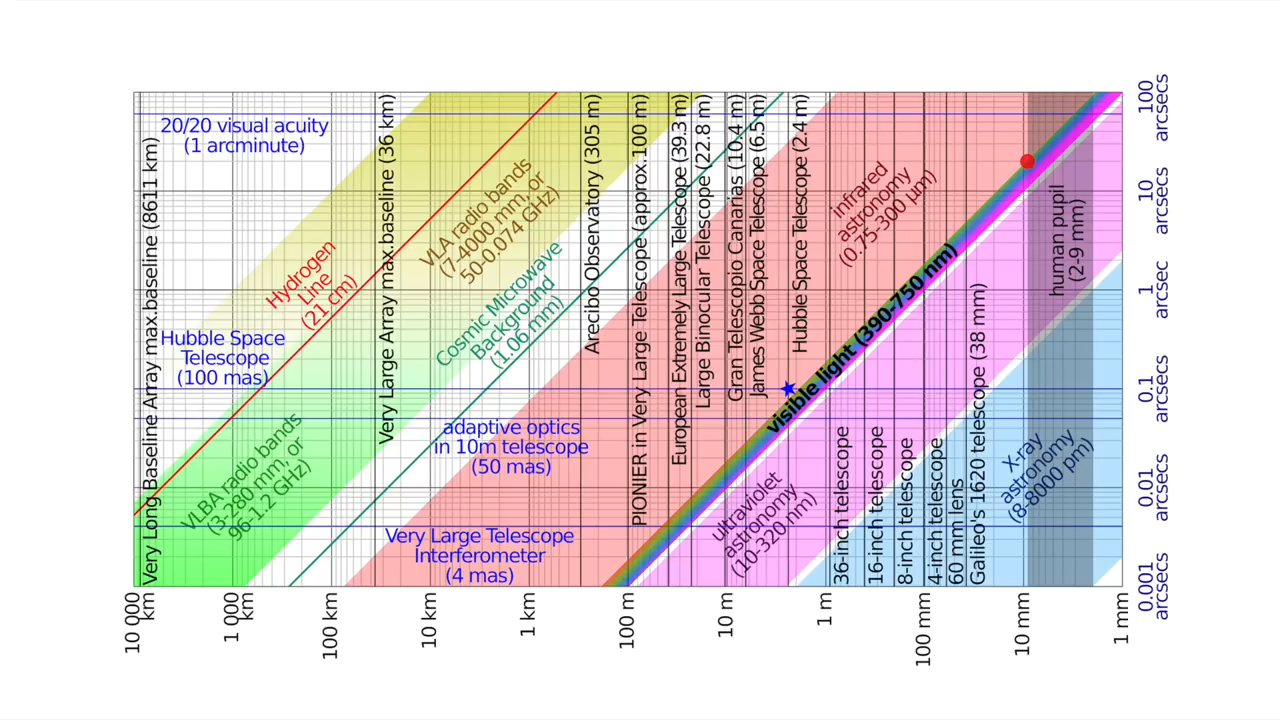 20/20 visual acuity
(1 arcminute)
Very Long Baseline Array max.baseline (8611 km)
Hydrogen
Line
(21 cm)
Hubble Space
Telescope
(100 mas)
VLBA radio bands
(3-280 mm, or
96-1.2 GHz)
Very Large Array max.baseline (36 km)
VLA radio bands
(7-4000 mm, or
50-0.074 GHz)
Cosmic Microwave
Background
(1.06 mm)
adaptive optics
in 10m telescope
(50 mas)
Very Large Telescope
Interferometer
(4 mas)
Arecibo Observatory (305 m)
PIONIER in Very Large Telescope (approx.100 m)
European Extremely Large Telescope (39.3 m)
Large Binocular Telescope (22.8 m)
Gran Telescopio Canarias (10.4 m)
James Webb Space Telescope (6.5 m)
Hubble Space Telescope (2.4 m)
infrared
astronomy
(0.75-300 µm)
visible light (390-750 nm)
ultraviolet
astronomy
(10-320 nm)
36-inch telescope
16-inch telescope
8-inch telescope
4-inch telescope
60 mm lens
Galileo's 1620 telescope (38 mm)
human pupil
(2-9 mm)
X-ray
astronomy
(8-8000 pm)
100
arcsecs
10
arcsecs
1
arcsec
0.1
arcsecs
0.01
arcsecs
0.001
arcsecs
10 000
km
1 000
km
100 km
10 km
1 km
100 m
10 m
1 m
100 mm
10 mm
1 mm